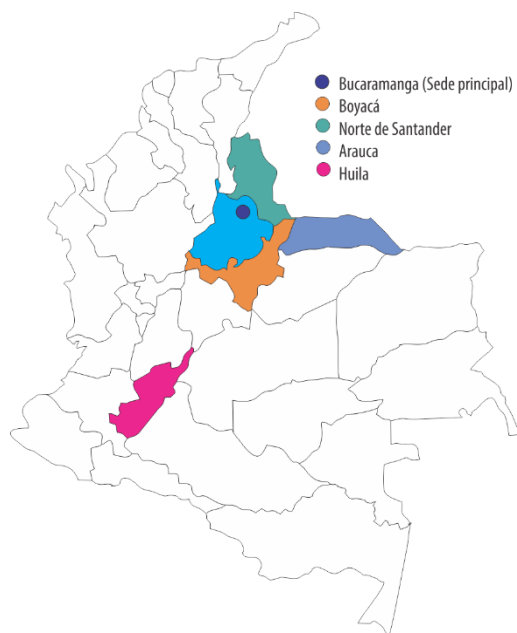 Bucaramanga (Sede principal)
Boyacá
Norte de Santander
Arauca
Huila